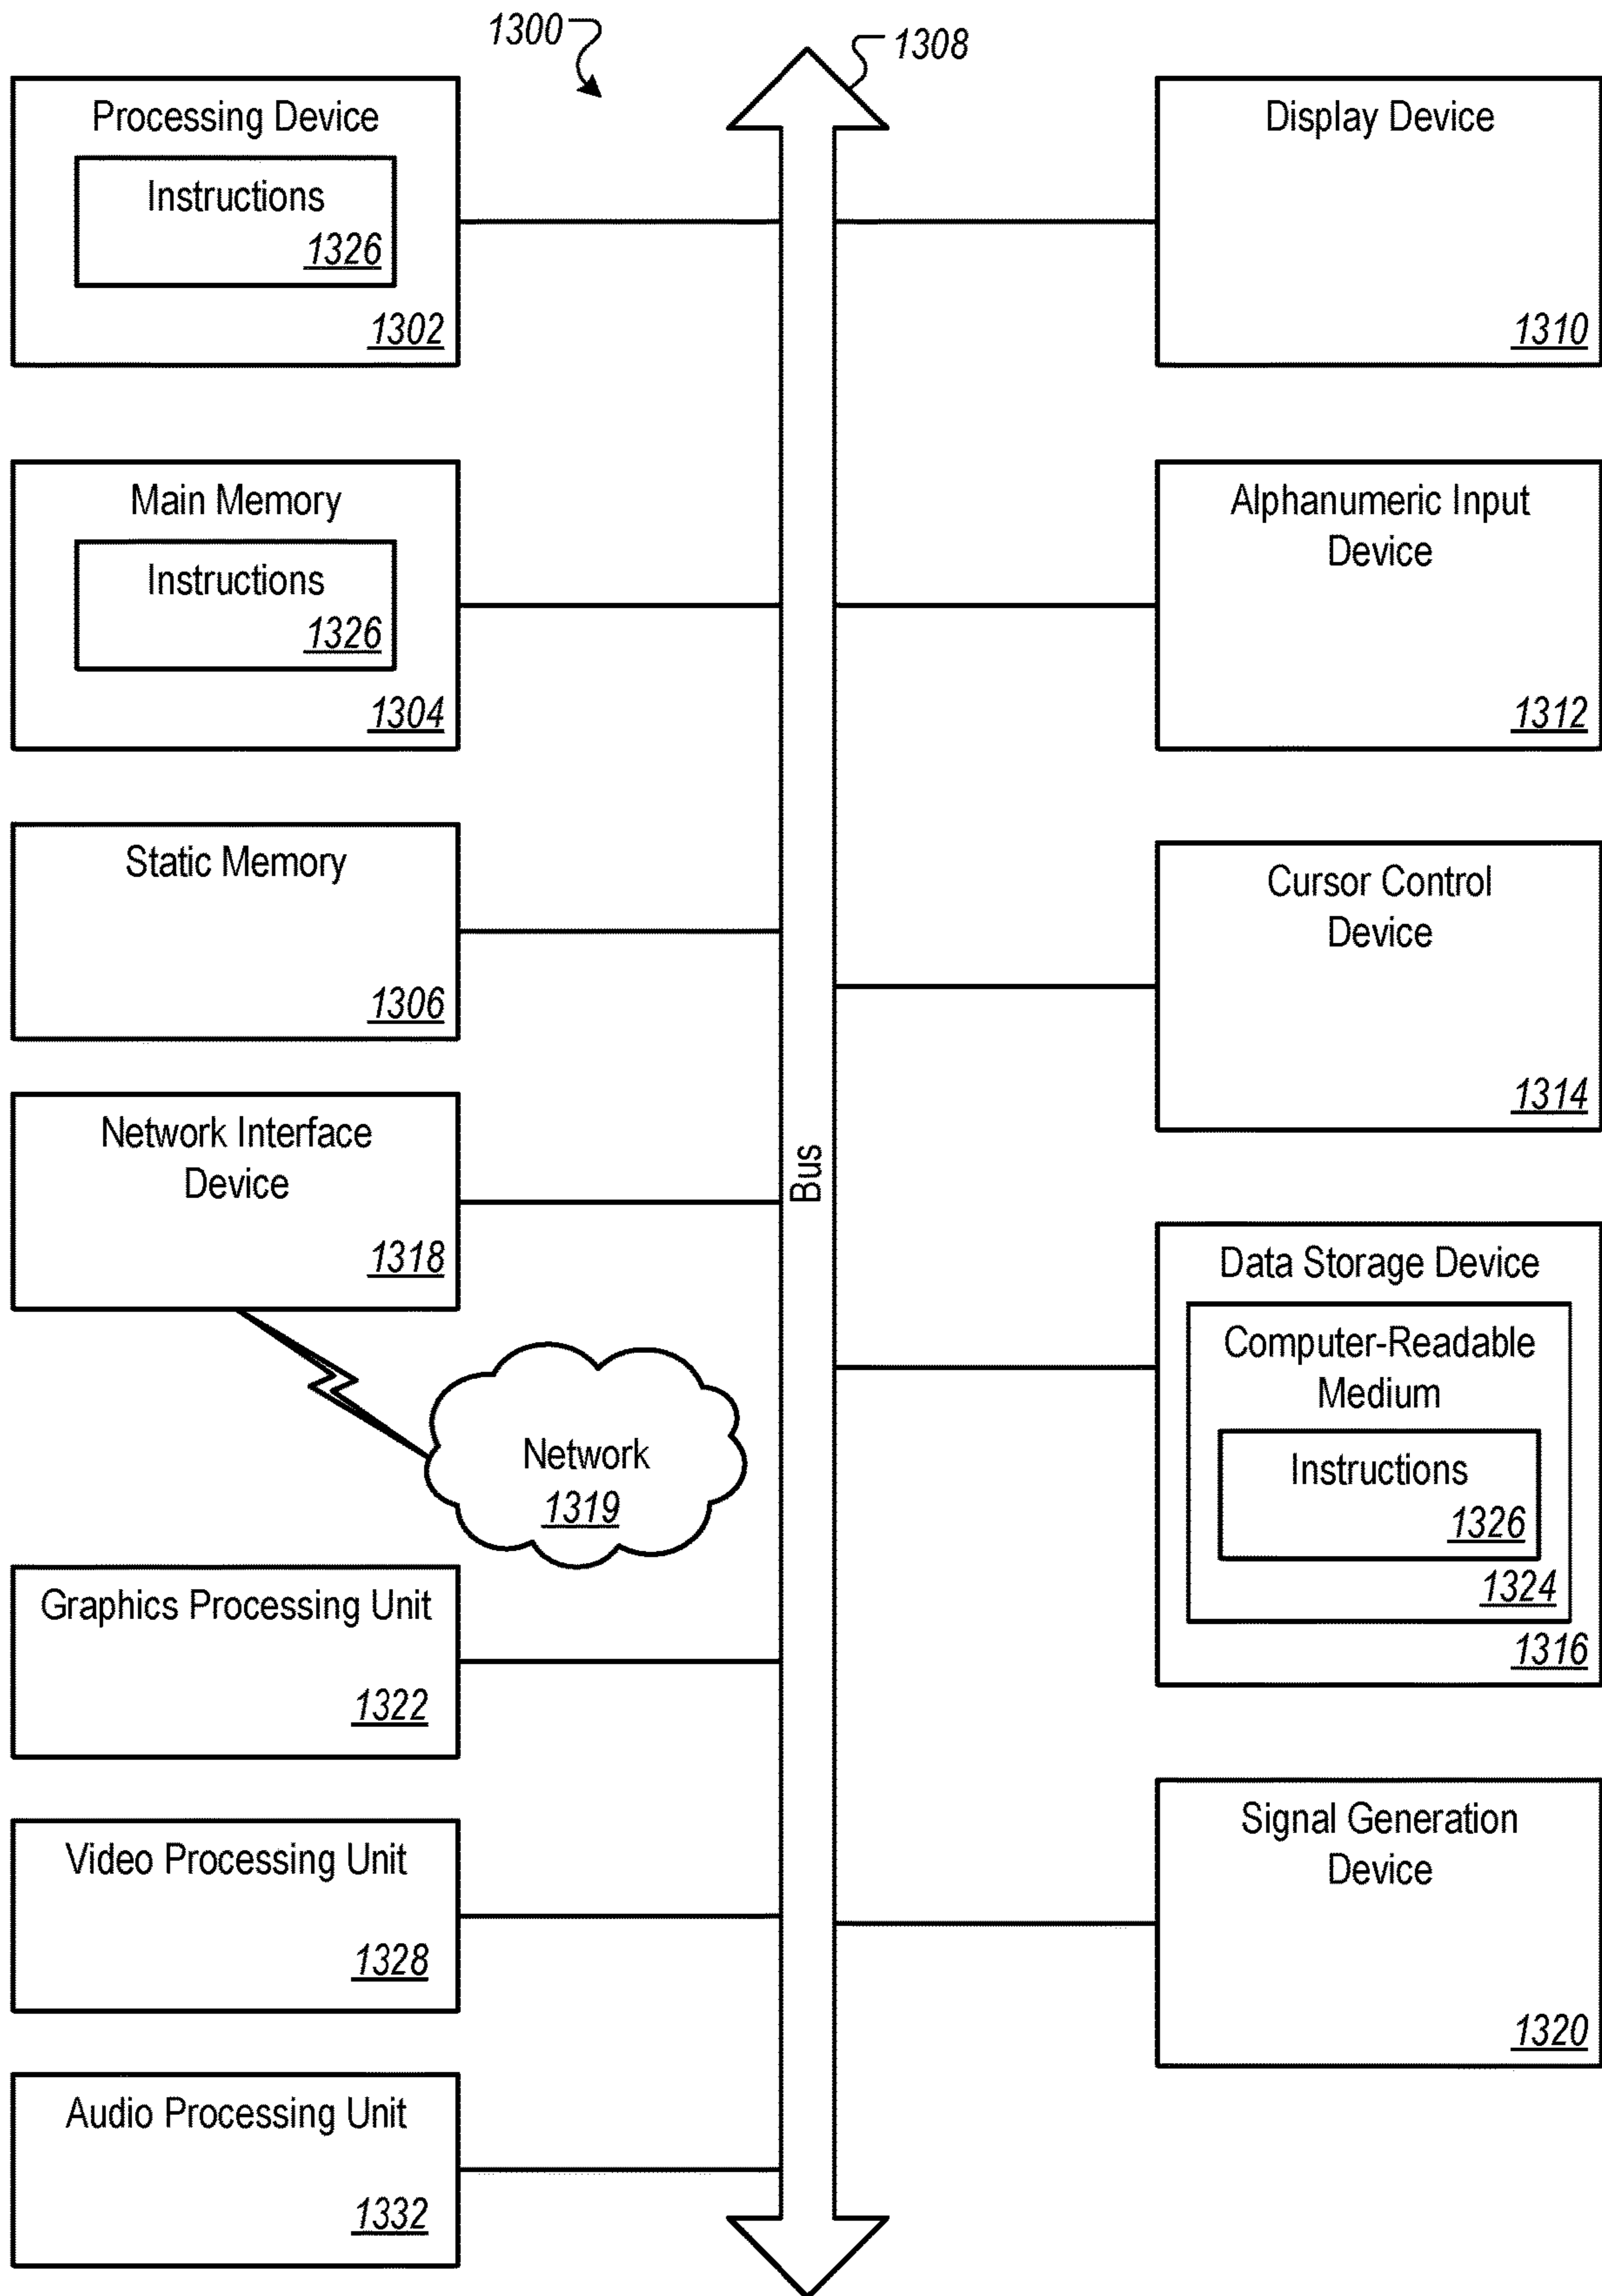 1300
1308
Processing Device
Instructions
1326
1302
Main Memory
Instructions
1326
1304
Static Memory
1306
Network Interface
Device
1318
Network
1319
Graphics Processing Unit
1322
Video Processing Unit
1328
Audio Processing Unit
1332
Bus
Display Device
1310
Alphanumeric Input
Device
1312
Cursor Control
Device
1314
Data Storage Device
Computer-Readable
Medium
Instructions
1326
1324
1316
Signal Generation
Device
1320